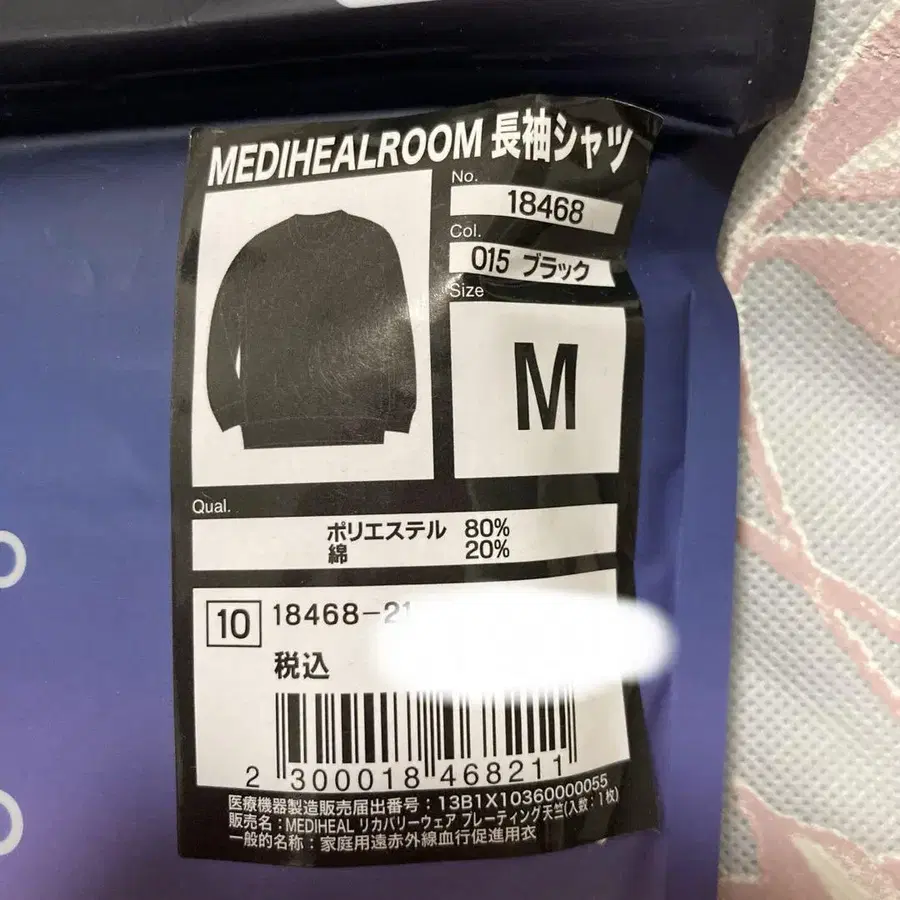 MEDIHEALROOM 長袖シャツ
No.
18468
Col.
015 ブラック
Size
M
Qual.
ポリエステル 80%
綿 20%
10 18468-21
税込
2 300018 468211
医療機器製造販売届出番号:13B1X10360000055
販売名:MEDIHEAL リカバリーウェア プレーティング天竺(入数:1枚)
一般的名称:家庭用遠赤外線血行促進用衣